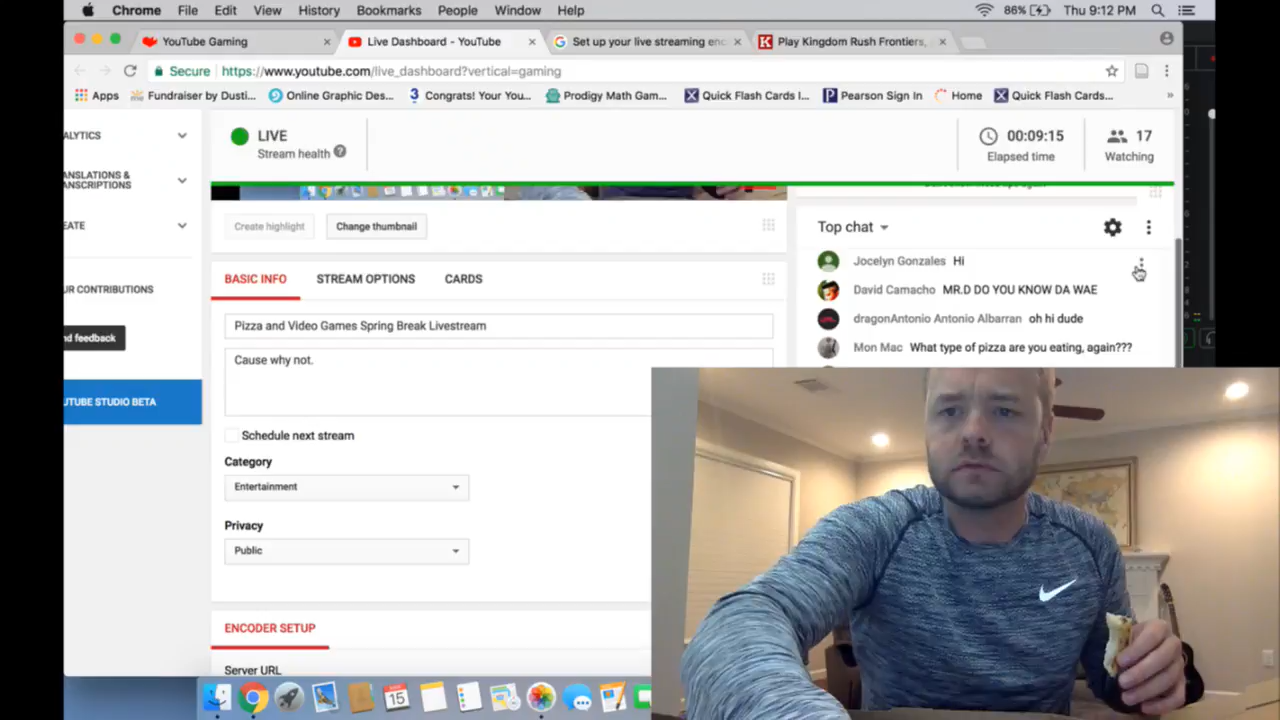 Chrome File Edit View History Bookmarks People Window Help 86% Thu 9:12 PM
YouTube Gaming Live Dashboard - YouTube Set up your live streaming enc Play Kingdom Rush Frontiers,
Secure https://www.youtube.com/live_dashboard?vertical=gaming
Apps Fundraiser by Dusti... Online Graphic Des... Congrats! Your You... Prodigy Math Gam... Quick Flash Cards I... Pearson Sign In Home Quick Flash Cards... »
ALYTICS
LIVE
Stream health ?
00:09:15
Elapsed time
17
Watching
ANSLATIONS &
ANSCRIPTIONS
EATE
UR CONTRIBUTIONS
nd feedback
UTUBE STUDIO BETA
Create highlight Change thumbnail
BASIC INFO STREAM OPTIONS CARDS
Pizza and Video Games Spring Break Livestream
Cause why not.
Schedule next stream
Category
Entertainment
Privacy
Public
ENCODER SETUP
Server URL
Top chat
Jocelyn Gonzales Hi
David Camacho MR.D DO YOU KNOW DA WAE
dragonAntonio Antonio Albarran oh hi dude
Mon Mac What type of pizza are you eating, again???
15